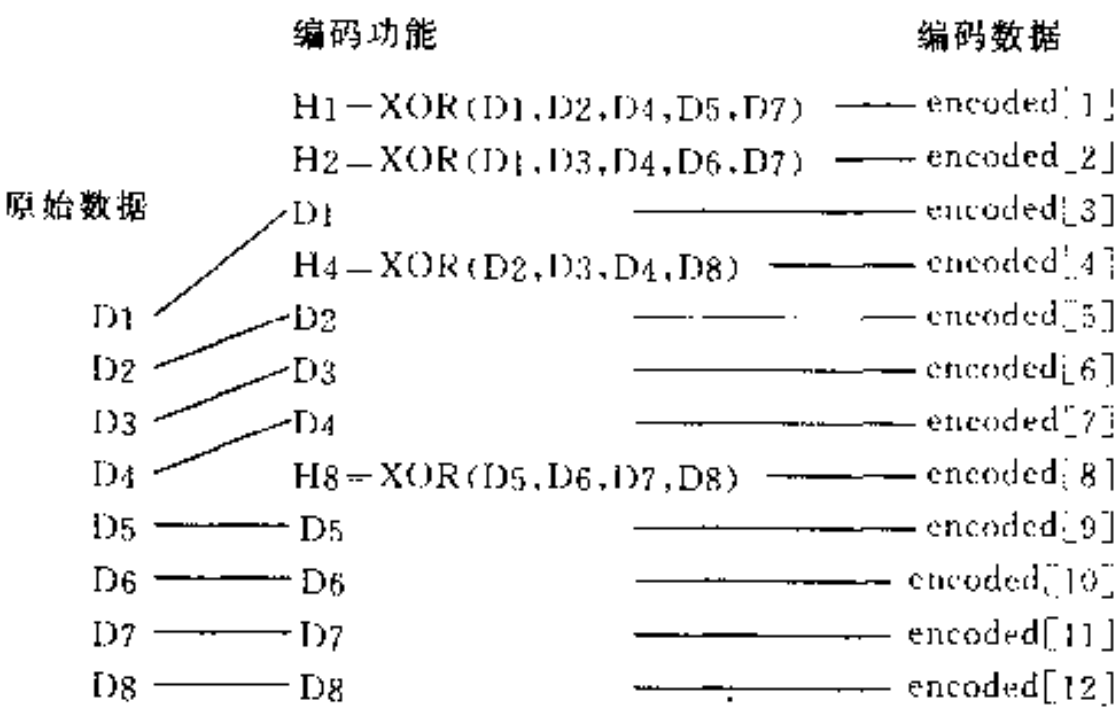 编码功能 编码数据
H1-XOR(D1,D2,D4,D5,D7) encoded[1]
H2-XOR(D1,D3,D4,D6,D7) encoded[2]
原始数据 D1 encoded[3]
H4-XOR(D2,D3,D4,D8) encoded[4]
D1 D2 encoded[5]
D2 D3 encoded[6]
D3 D4 encoded[7]
D4 H8=XOR(D5,D6,D7,D8) encoded[8]
D5 D5 encoded[9]
D6 D6 encoded[10]
D7 D7 encoded[11]
D8 D8 encoded[12]